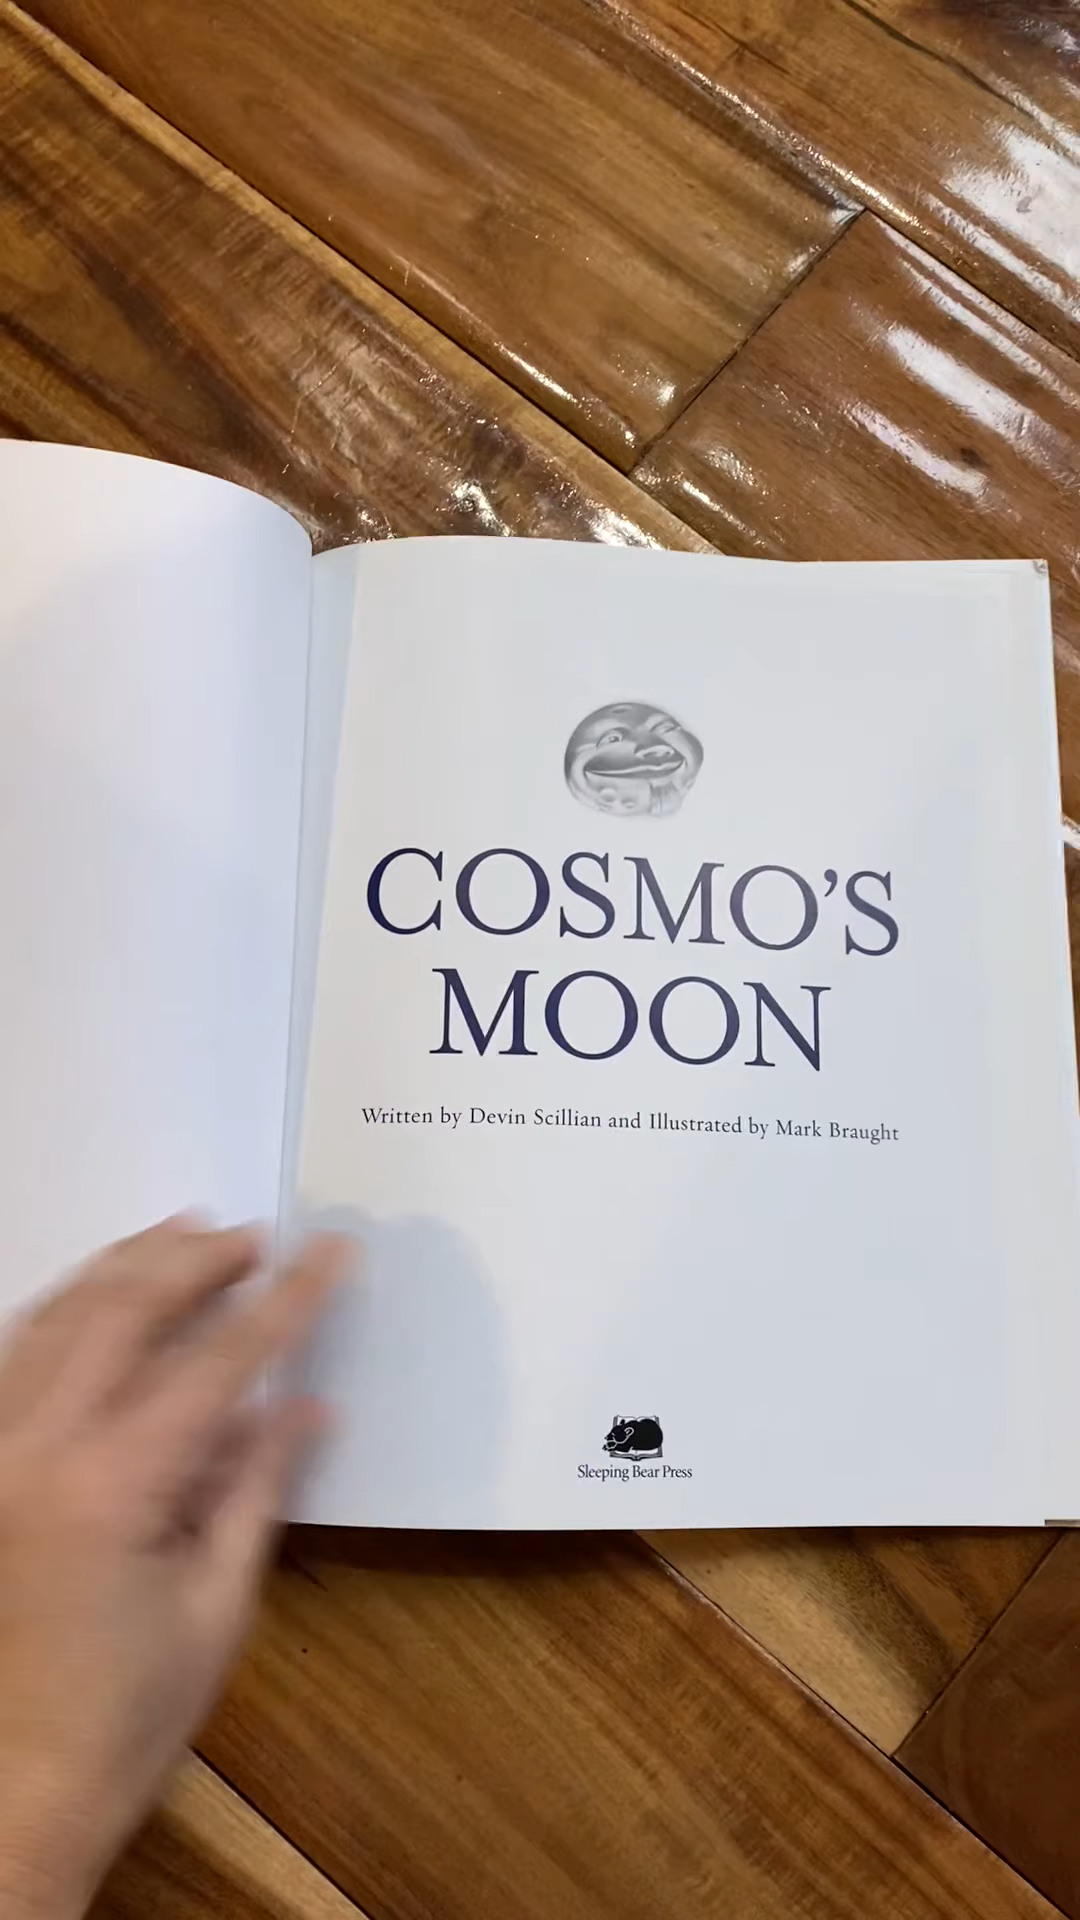 COSMO’S
MOON
Written by Devin Scillian and Illustrated by Mark Braught
Sleeping Bear Press